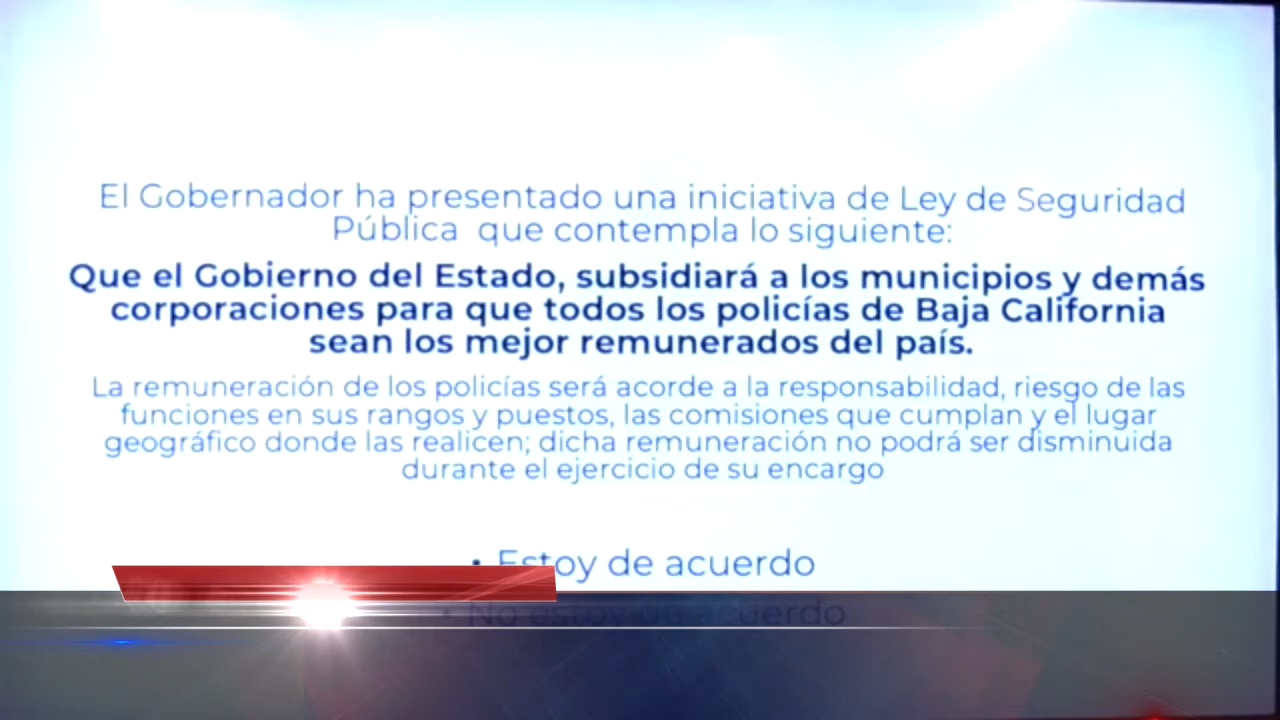 El Gobernador ha presentado una iniciativa de Ley de Seguridad
Pública que contempla lo siguiente:
Que el Gobierno del Estado, subsidiará a los municipios y demás
corporaciones para que todos los policías de Baja California
sean los mejor remunerados del país.
La remuneración de los policías será acorde a la responsabilidad, riesgo de las
funciones en sus rangos y puestos, las comisiones que cumplan y el lugar
geográfico donde las realicen; dicha remuneración no podrá ser disminuida
durante el ejercicio de su encargo
• Estoy de acuerdo
• No estoy de acuerdo